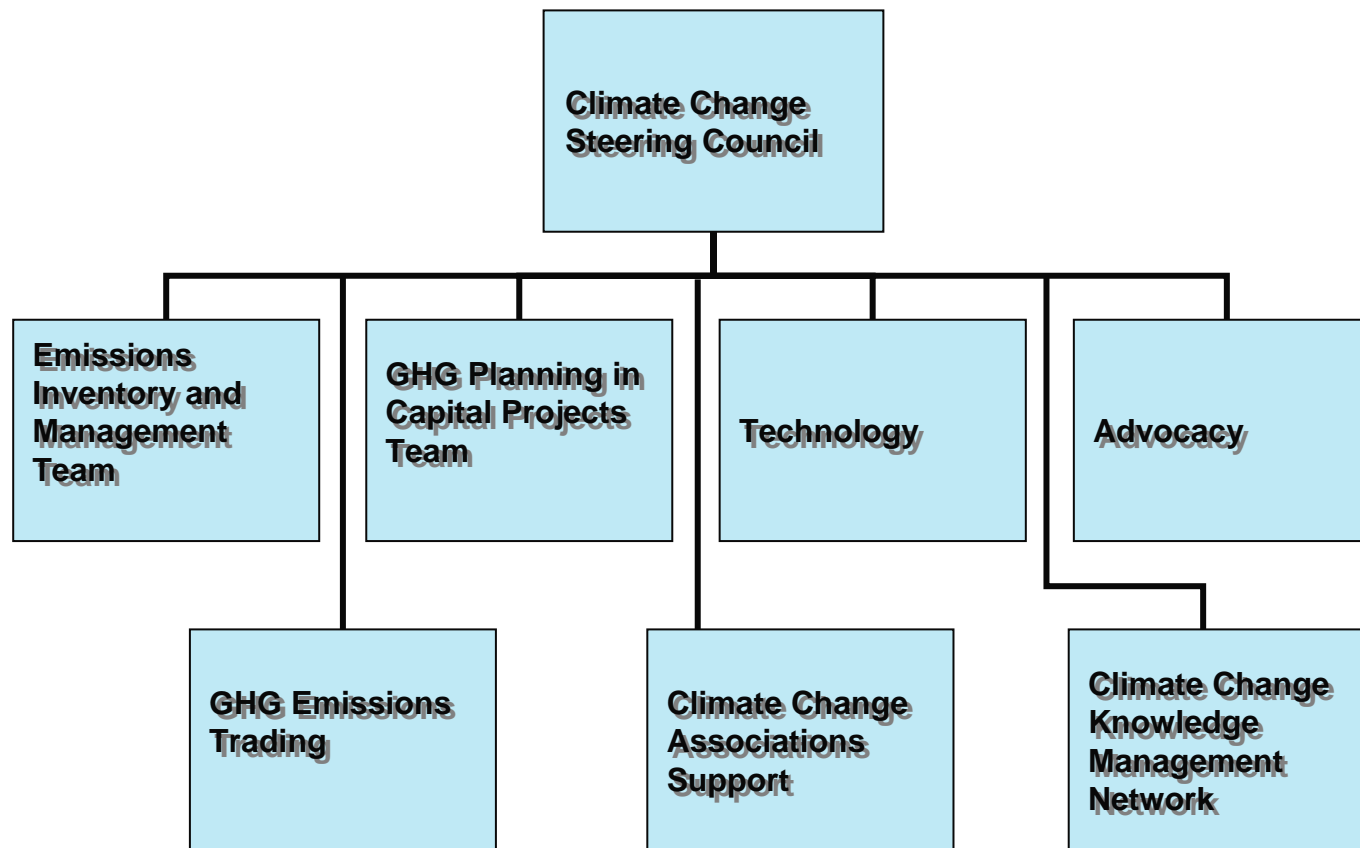 Climate Change
Steering Council
Emissions
Inventory and
Management
Team
GHG Planning in
Capital Projects
Team
Technology
Advocacy
GHG Emissions
Trading
Climate Change
Associations
Support
Climate Change
Knowledge
Management
Network